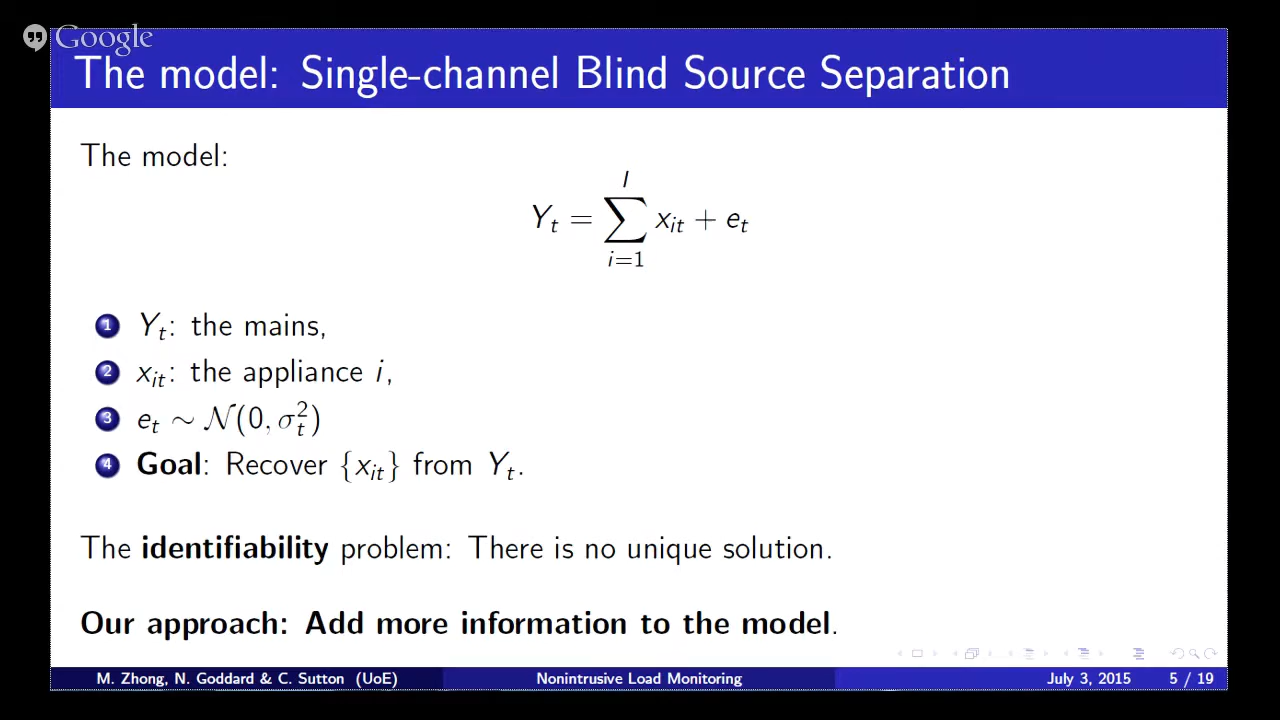 Google
The model: Single-channel Blind Source Separation
The model:
Y_t = \sum_{i=1}^{I} x_{it} + e_t
1 Y_t: the mains,
2 x_{it}: the appliance i,
3 e_t ∼ \mathcal{N}(0, σ_t^2)
4 Goal: Recover {x_{it}} from Y_t.
The identifiability problem: There is no unique solution.
Our approach: Add more information to the model.
M. Zhong, N. Goddard & C. Sutton (UoE) Nonintrusive Load Monitoring July 3, 2015 5 / 19